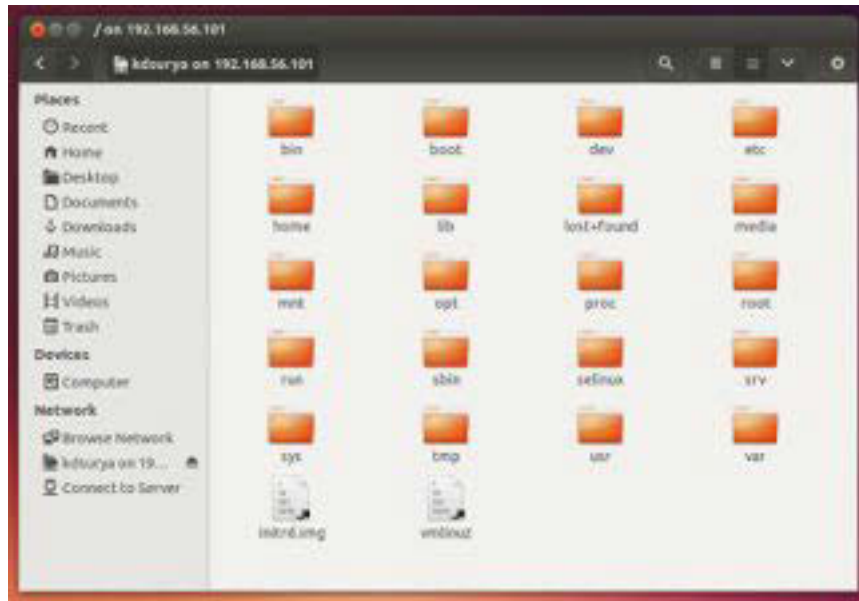 / on 192.168.56.101
kdsurya on 192.168.56.101
Places
Recent
Home
Desktop
Documents
Downloads
Music
Pictures
Videos
Trash
Devices
Computer
Network
Browse Network
kdsurya on 19...
Connect to Server
bin boot dev etc
home lib lost+found media
mnt opt proc root
run sbin selinux srv
sys tmp usr var
initrd.img vmlinuz